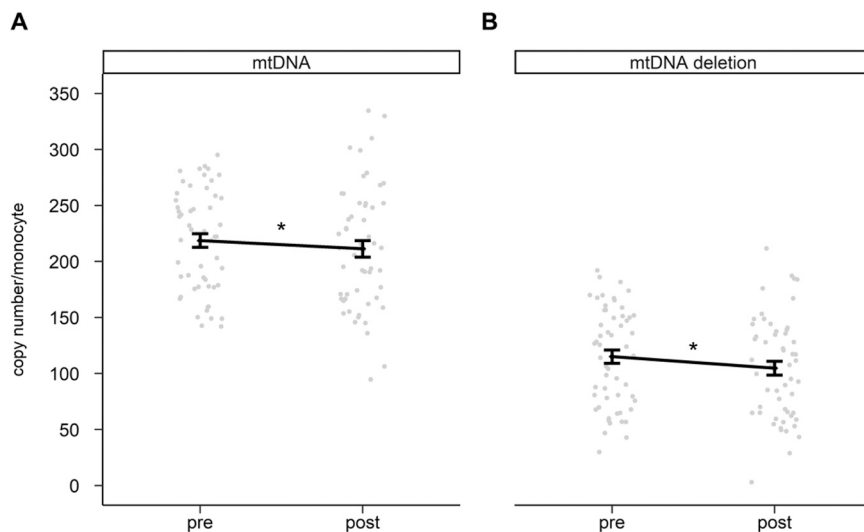 A
B
mtDNA
mtDNA deletion
copy number/monocyte
350
300
250
200
150
100
50
0
*
*
pre
post
pre
post